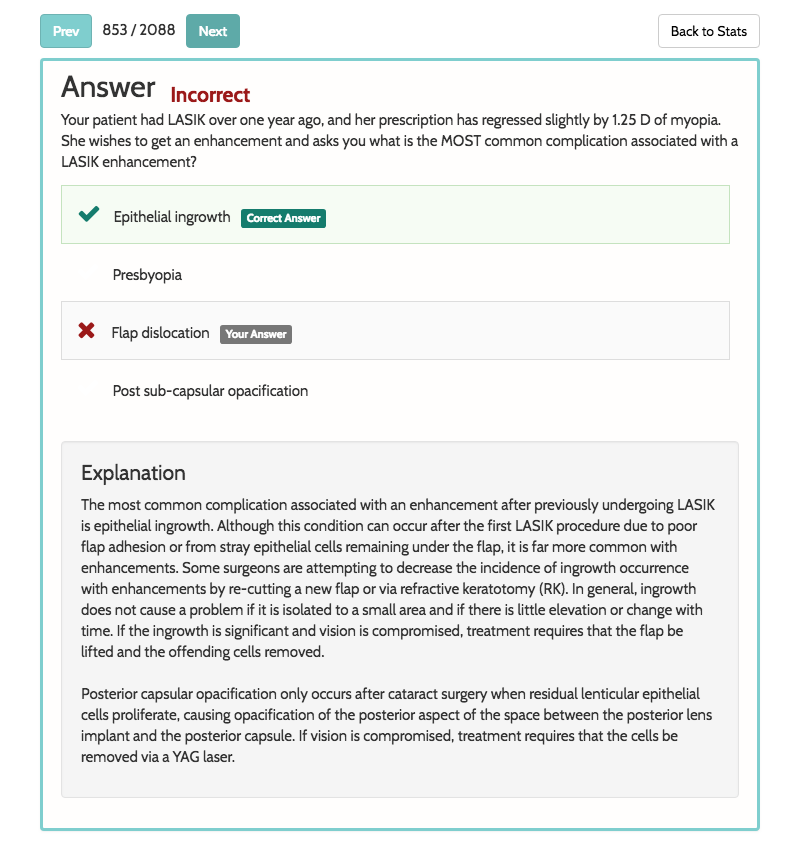 Prev 853 / 2088 Next Back to Stats
Answer Incorrect
Your patient had LASIK over one year ago, and her prescription has regressed slightly by 1.25 D of myopia.
She wishes to get an enhancement and asks you what is the MOST common complication associated with a
LASIK enhancement?
Epithelial ingrowth Correct Answer
Presbyopia
Flap dislocation Your Answer
Post sub-capsular opacification
Explanation
The most common complication associated with an enhancement after previously undergoing LASIK
is epithelial ingrowth. Although this condition can occur after the first LASIK procedure due to poor
flap adhesion or from stray epithelial cells remaining under the flap, it is far more common with
enhancements. Some surgeons are attempting to decrease the incidence of ingrowth occurrence
with enhancements by re-cutting a new flap or via refractive keratotomy (RK). In general, ingrowth
does not cause a problem if it is isolated to a small area and if there is little elevation or change with
time. If the ingrowth is significant and vision is compromised, treatment requires that the flap be
lifted and the offending cells removed.
Posterior capsular opacification only occurs after cataract surgery when residual lenticular epithelial
cells proliferate, causing opacification of the posterior aspect of the space between the posterior lens
implant and the posterior capsule. If vision is compromised, treatment requires that the cells be
removed via a YAG laser.